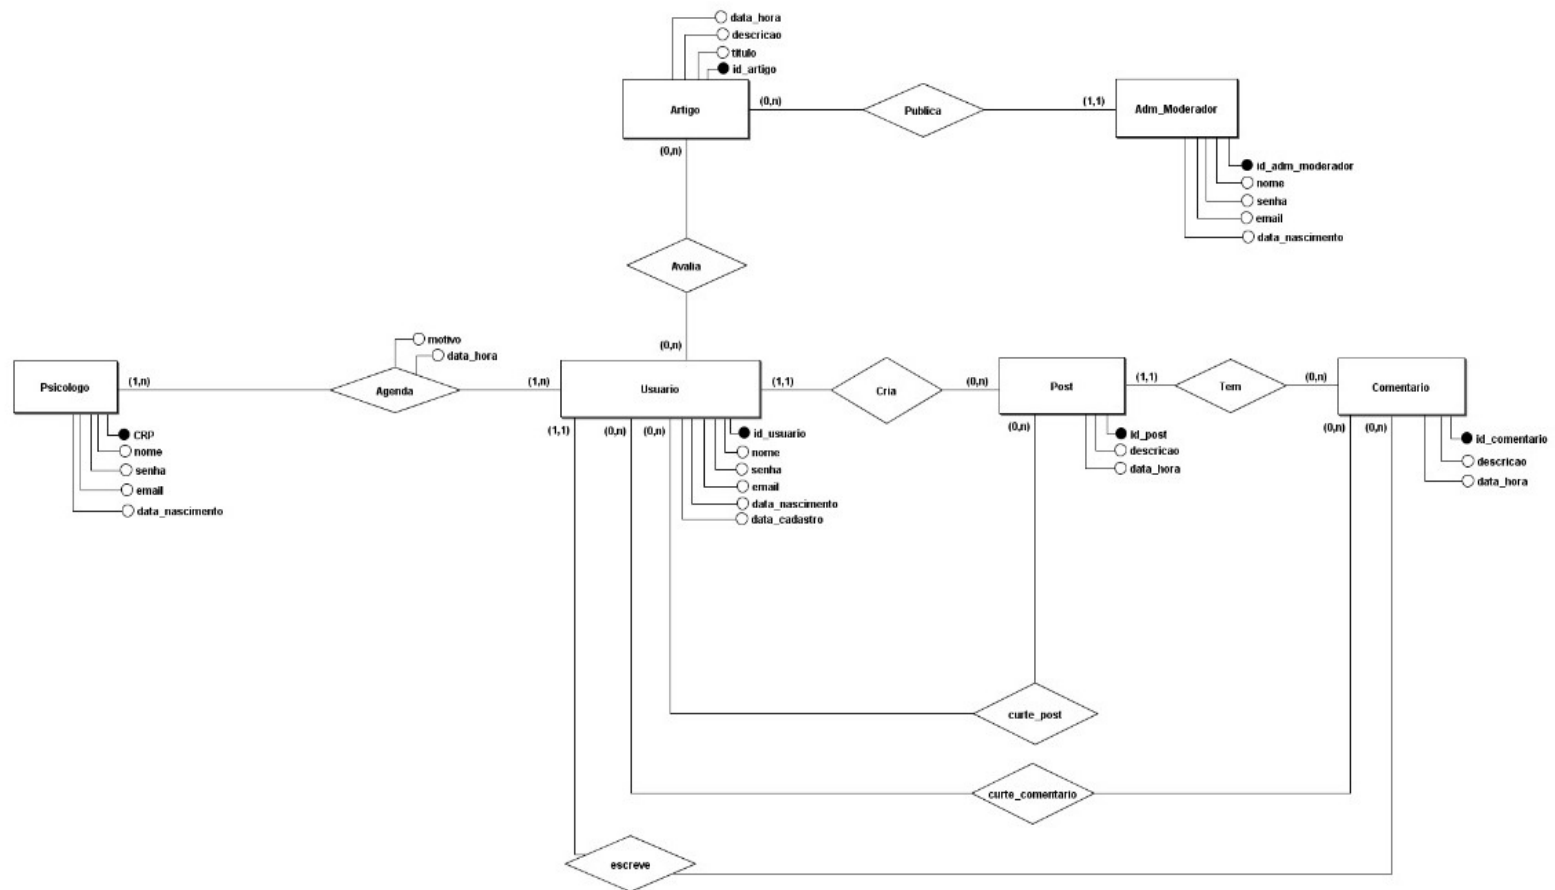 data_hora
descricao
titulo
id_artigo
Artigo
(0,n)
Publica
(1,1)
Adm_Moderador
(0,n)
id_adm_moderador
nome
senha
email
data_nascimento
Avalia
(0,n)
motivo
data_hora
Psicologo
(1,n)
Agenda
(1,n)
Usuario
(1,1)
Cria
(0,n)
Post
(1,1)
Tem
(0,n)
Comentario
CRP
nome
senha
email
data_nascimento
(1,1)
(0,n)
(0,n)
id_usuario
nome
senha
email
data_nascimento
data_cadastro
(0,n)
id_post
descricao
data_hora
(0,n)
(0,n)
id_comentario
descricao
data_hora
curte_post
curte_comentario
escreve